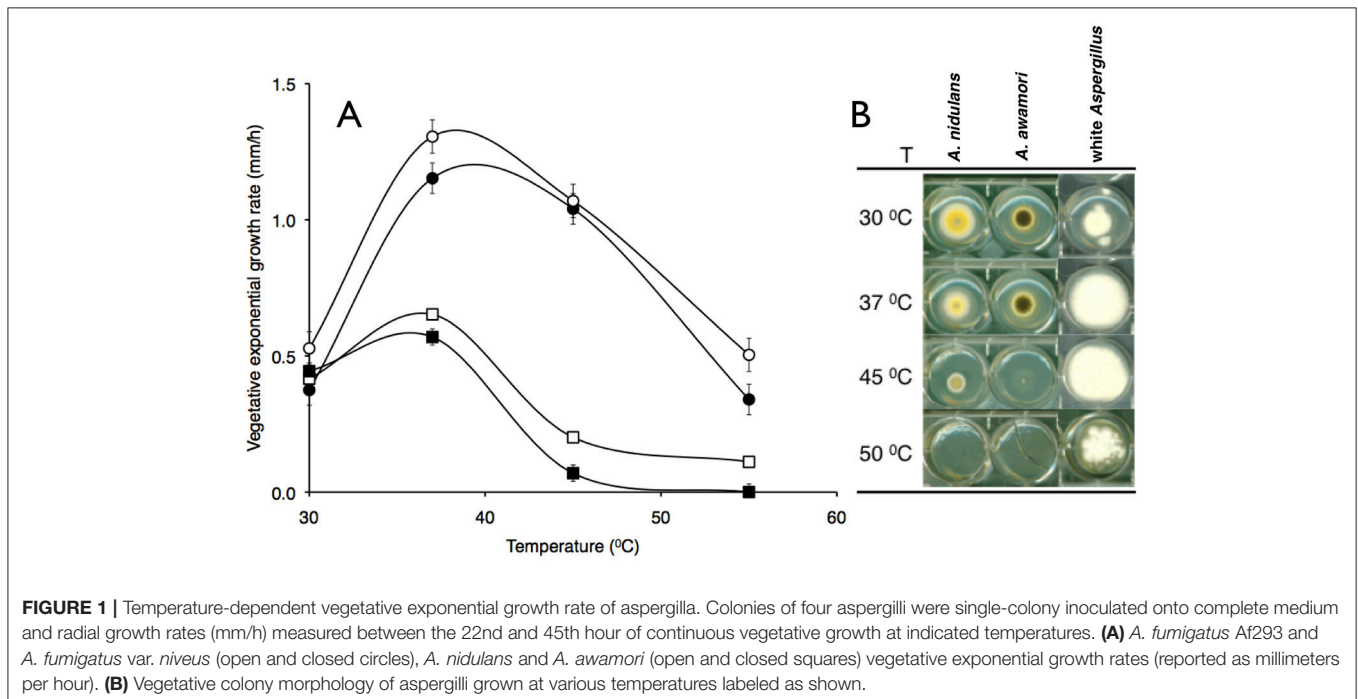 1.5
1.0
0.5
0.0
Vegetative exponential growth rate (mm/h)
A
30
40
50
60
Temperature (⁰C)
B
T
A. nidulans
A. awamori
white Aspergillus
30 ⁰C
37 ⁰C
45 ⁰C
50 ⁰C
FIGURE 1 | Temperature-dependent vegetative exponential growth rate of aspergilla. Colonies of four aspergilli were single-colony inoculated onto complete medium
and radial growth rates (mm/h) measured between the 22nd and 45th hour of continuous vegetative growth at indicated temperatures. (A) A. fumigatus Af293 and
A. fumigatus var. niveus (open and closed circles), A. nidulans and A. awamori (open and closed squares) vegetative exponential growth rates (reported as millimeters
per hour). (B) Vegetative colony morphology of aspergilli grown at various temperatures labeled as shown.